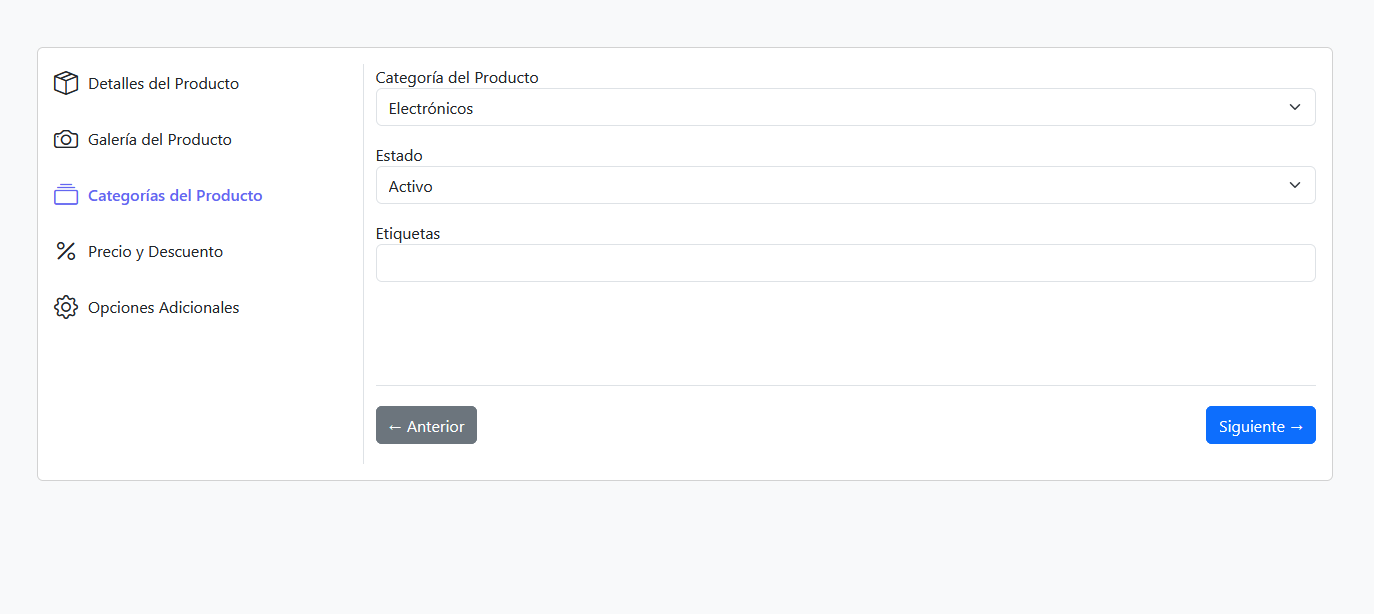 Detalles del Producto
Galería del Producto
Categorías del Producto
Precio y Descuento
Opciones Adicionales
Categoría del Producto
Electrónicos
Estado
Activo
Etiquetas
← Anterior
Siguiente →